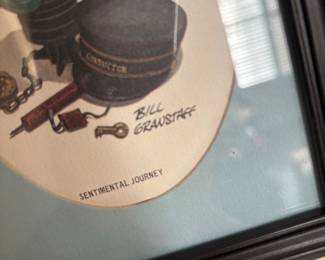 CONDUCTOR
BILL
GRANSTAFF
SENTIMENTAL JOURNEY